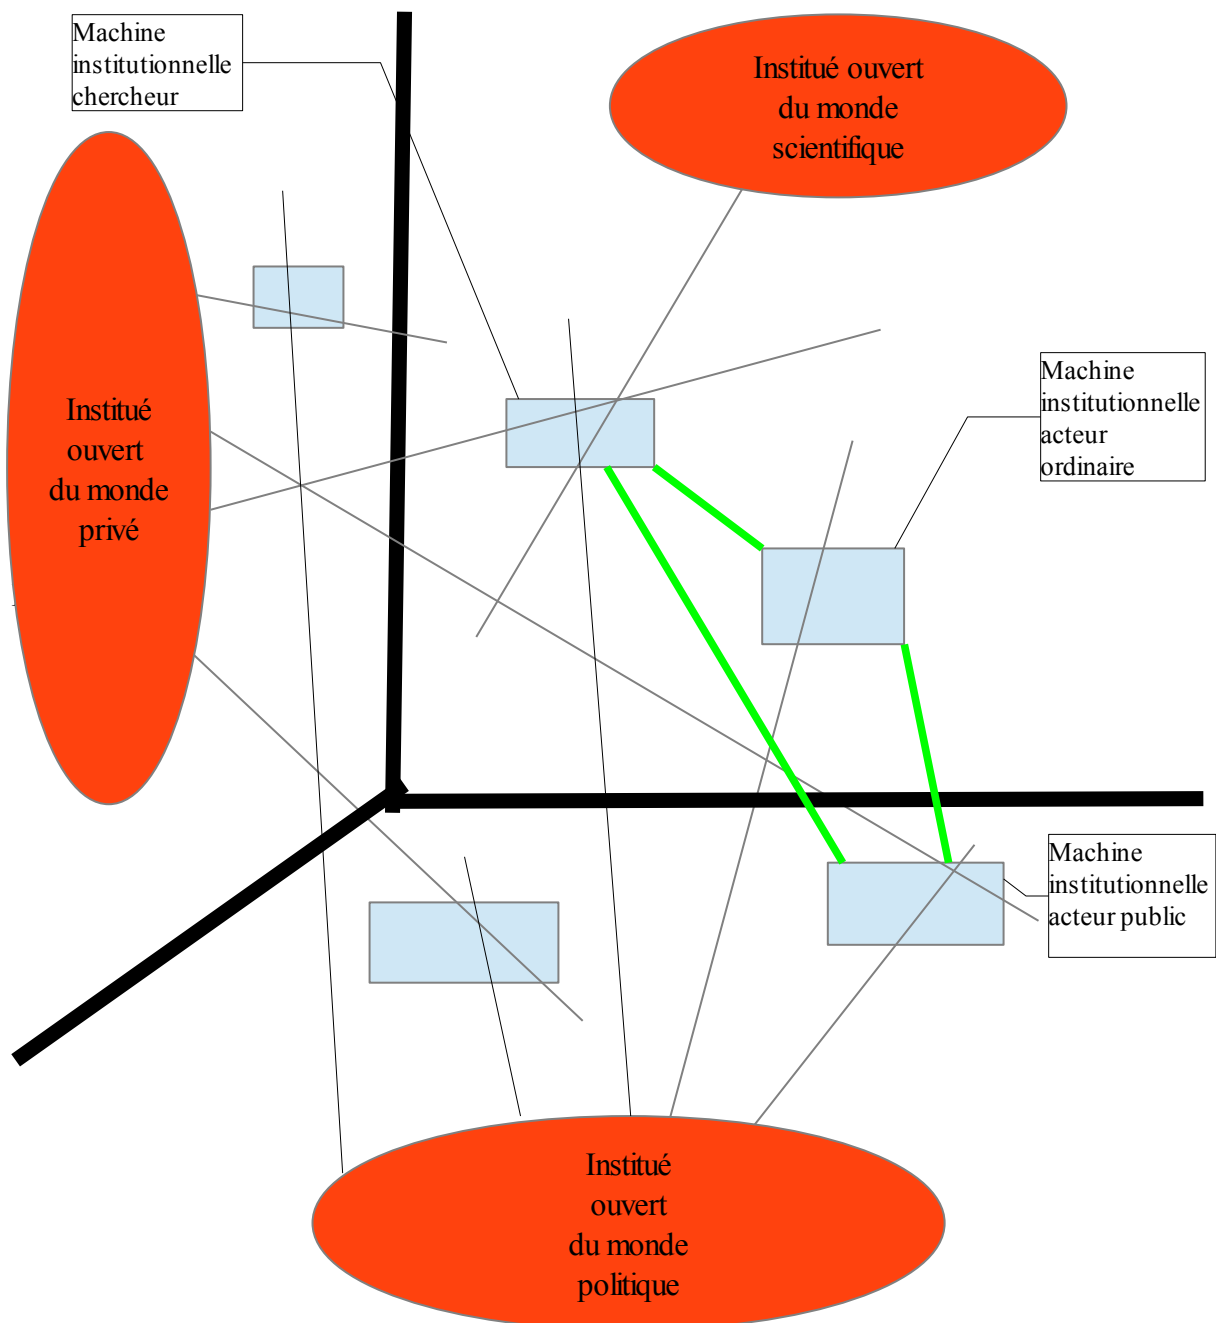 Machine
institutionnelle
chercheur
Institué ouvert
du monde
scientifique
Institué
ouvert
du monde
privé
Machine
institutionnelle
acteur
ordinaire
Machine
institutionnelle
acteur public
Institué
ouvert
du monde
politique